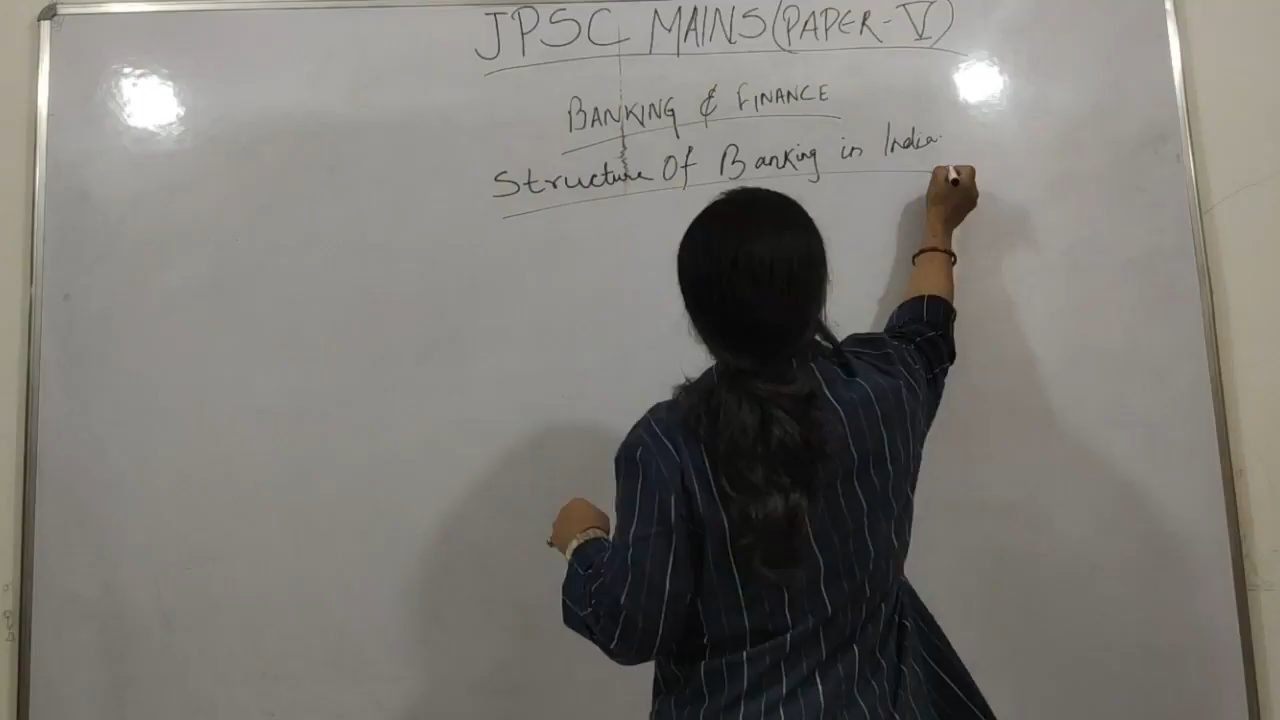 JPSC MAINS (PAPER-V)
BANKING & FINANCE
Structure Of Banking in India.